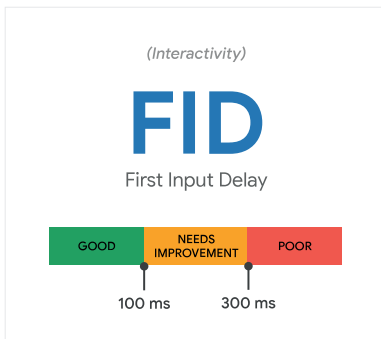 (Interactivity)
FID
First Input Delay
GOOD
NEEDS
IMPROVEMENT
POOR
100 ms
300 ms